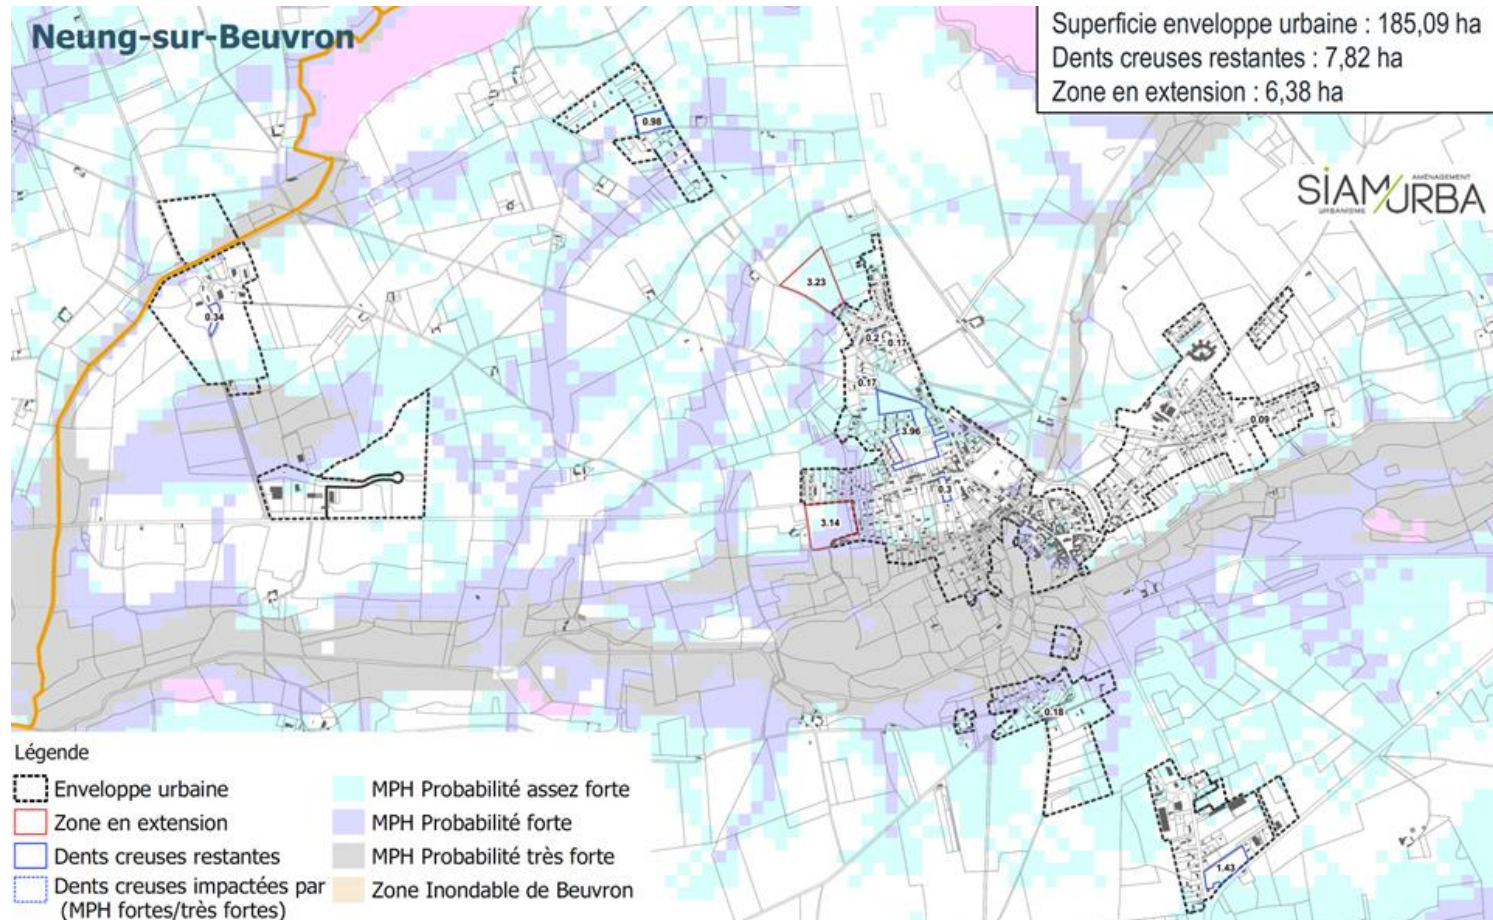 Neung-sur-Beuvron
Superficie enveloppe urbaine : 185,09 ha
Dents creuses restantes : 7,82 ha
Zone en extension : 6,38 ha
SiAM URBA
AMÉNAGEMENT
URBANISME
0.98
3.23
0.34
0.2
0.17
0.17
3.96
0.09
0.3
3.14
0.18
1.43
Légende
Enveloppe urbaine
Zone en extension
Dents creuses restantes
Dents creuses impactées par
(MPH fortes/très fortes)
MPH Probabilité assez forte
MPH Probabilité forte
MPH Probabilité très forte
Zone Inondable de Beuvron